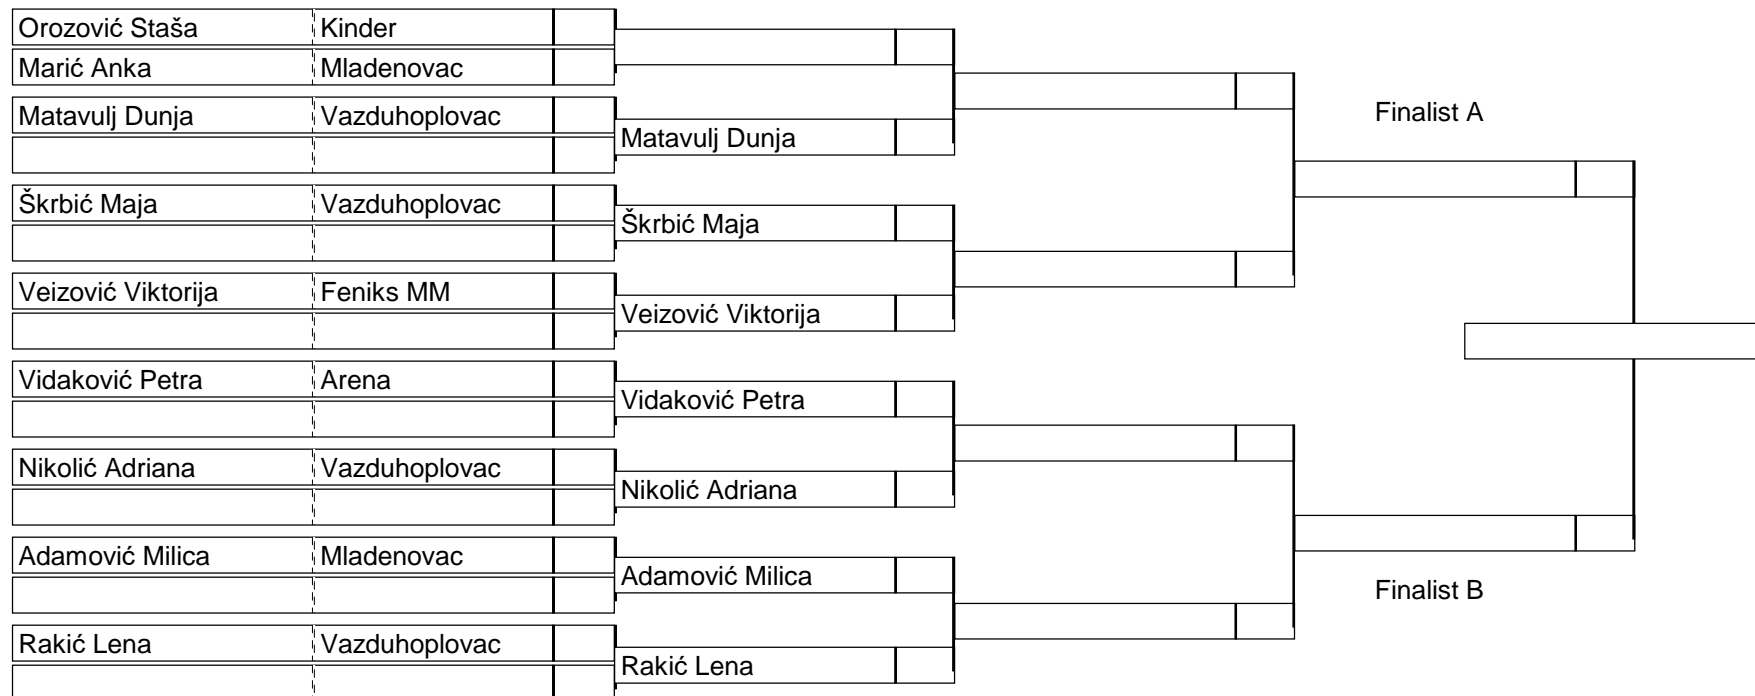 Orozović Staša Kinder
Marić Anka Mladenovac
Matavulj Dunja Vazduhoplovac
Finalist A
Matavulj Dunja
Škrbić Maja Vazduhoplovac
Škrbić Maja
Veizović Viktorija Feniks MM
Veizović Viktorija
Vidaković Petra Arena
Vidaković Petra
Nikolić Adriana Vazduhoplovac
Nikolić Adriana
Adamović Milica Mladenovac
Adamović Milica
Finalist B
Rakić Lena Vazduhoplovac
Rakić Lena